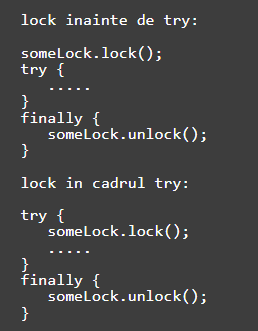 lock inainte de try:
someLock.lock();
try {
.....
}
finally {
someLock.unlock();
}
lock in cadrul try:
try {
someLock.lock();
.....
}
finally {
someLock.unlock();
}